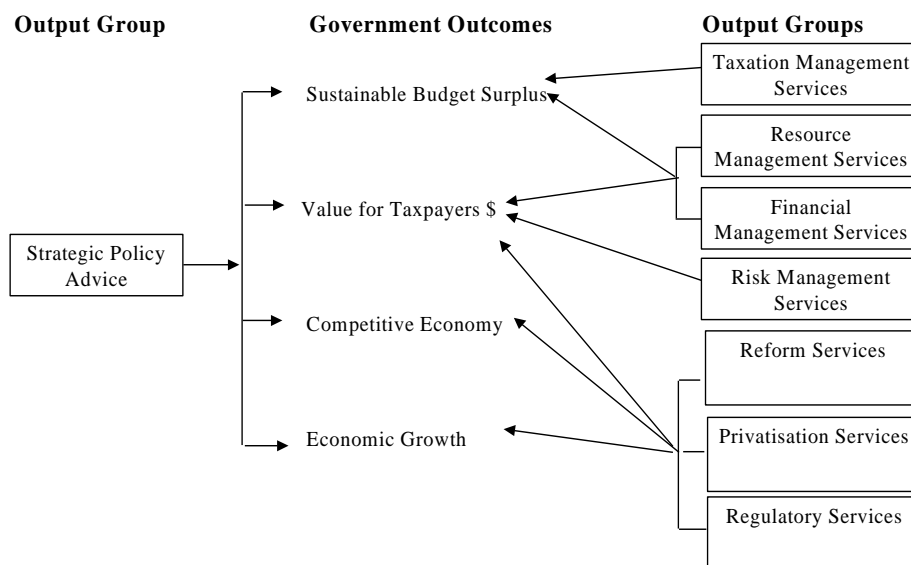 Output Group
Government Outcomes
Output Groups
Strategic Policy
Advice
Sustainable Budget Surplus
Value for Taxpayers $
Competitive Economy
Economic Growth
Taxation Management
Services
Resource
Management Services
Financial
Management Services
Risk Management
Services
Reform Services
Privatisation Services
Regulatory Services